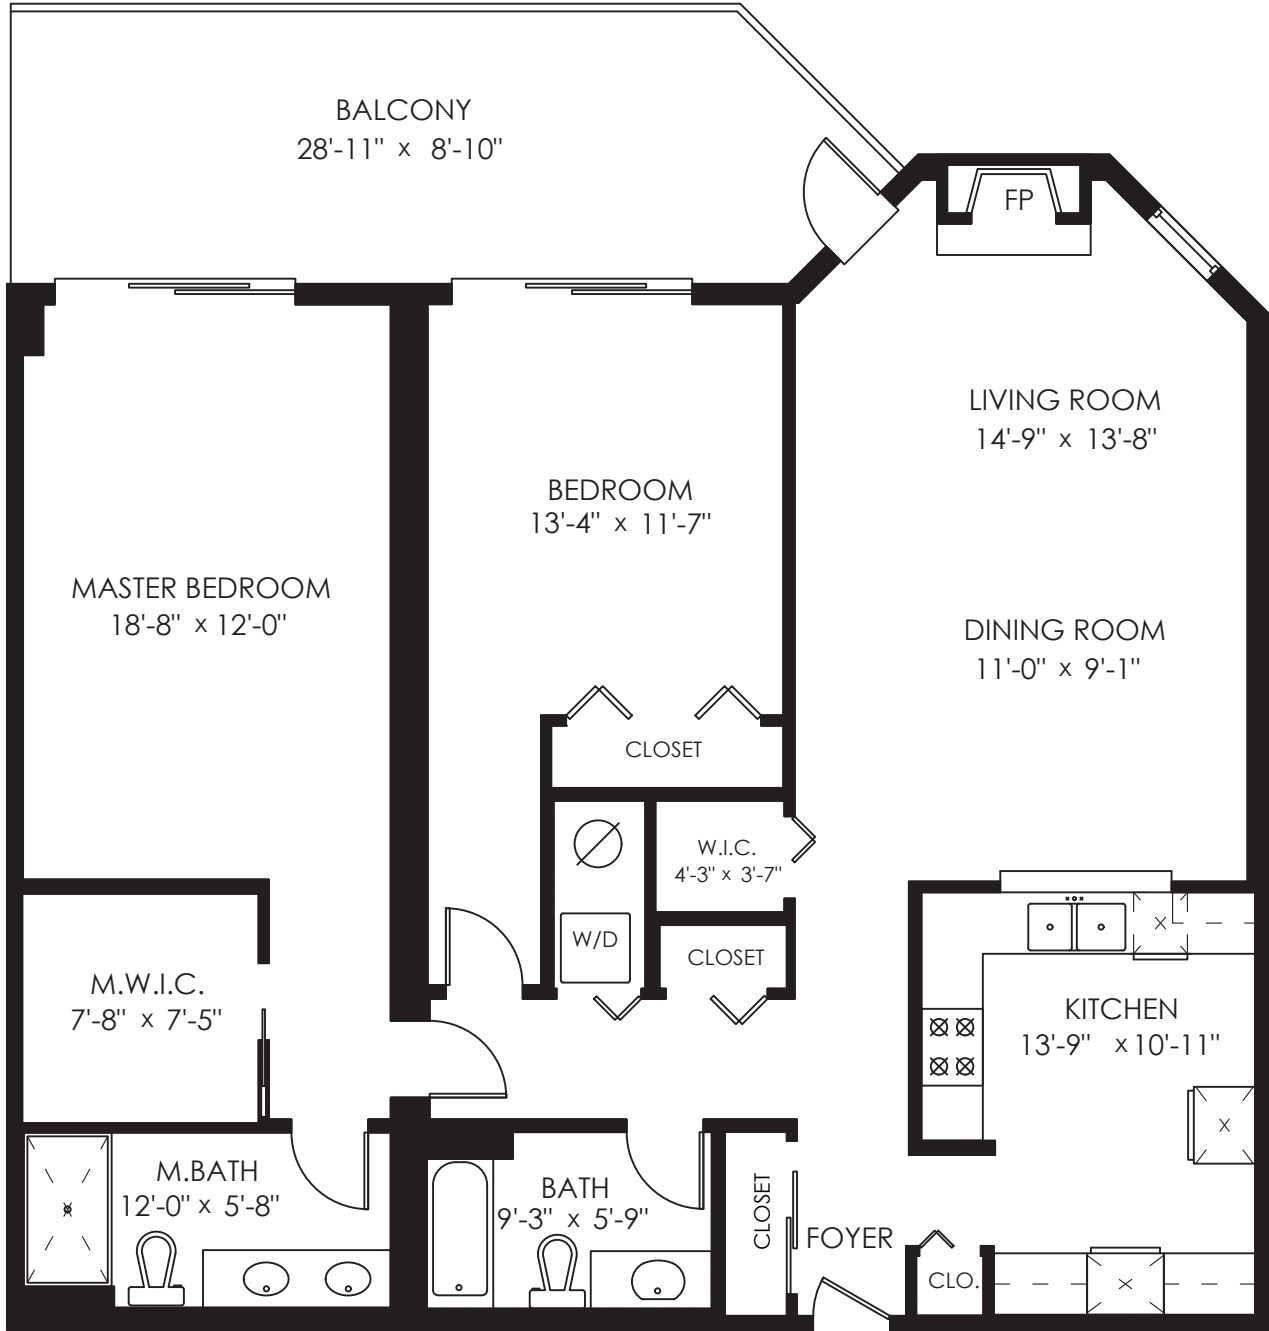 BALCONY
28'-11" x 8'-10"
FP
LIVING ROOM
14'-9" x 13'-8"
BEDROOM
13'-4" x 11'-7"
MASTER BEDROOM
18'-8" x 12'-0"
DINING ROOM
11'-0" x 9'-1"
CLOSET
W.I.C.
4'-3" x 3'-7"
W/D
CLOSET
M.W.I.C.
7'-8" x 7'-5"
KITCHEN
13'-9" x 10'-11"
M.BATH
12'-0" x 5'-8"
BATH
9'-3" x 5'-9"
CLOSET
FOYER
CLO.